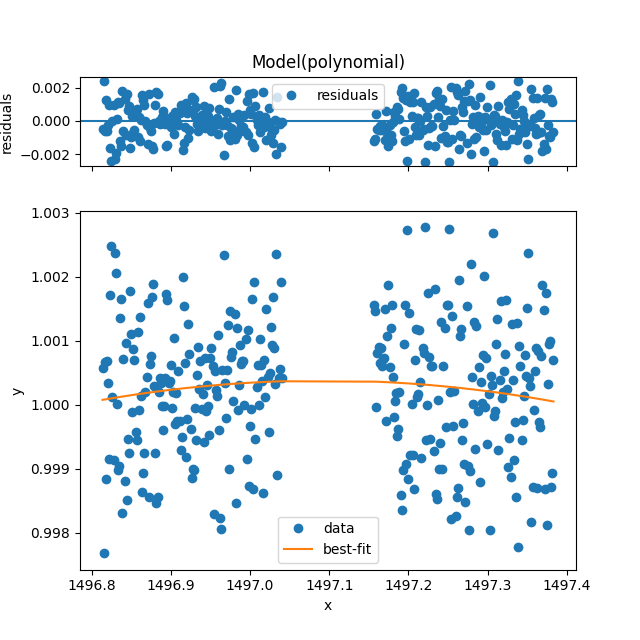 Model(polynomial)
0.002
0.000
−0.002
residuals
residuals
1.003
1.002
1.001
1.000
0.999
0.998
y
data
best-fit
1496.8 1496.9 1497.0 1497.1 1497.2 1497.3 1497.4
x